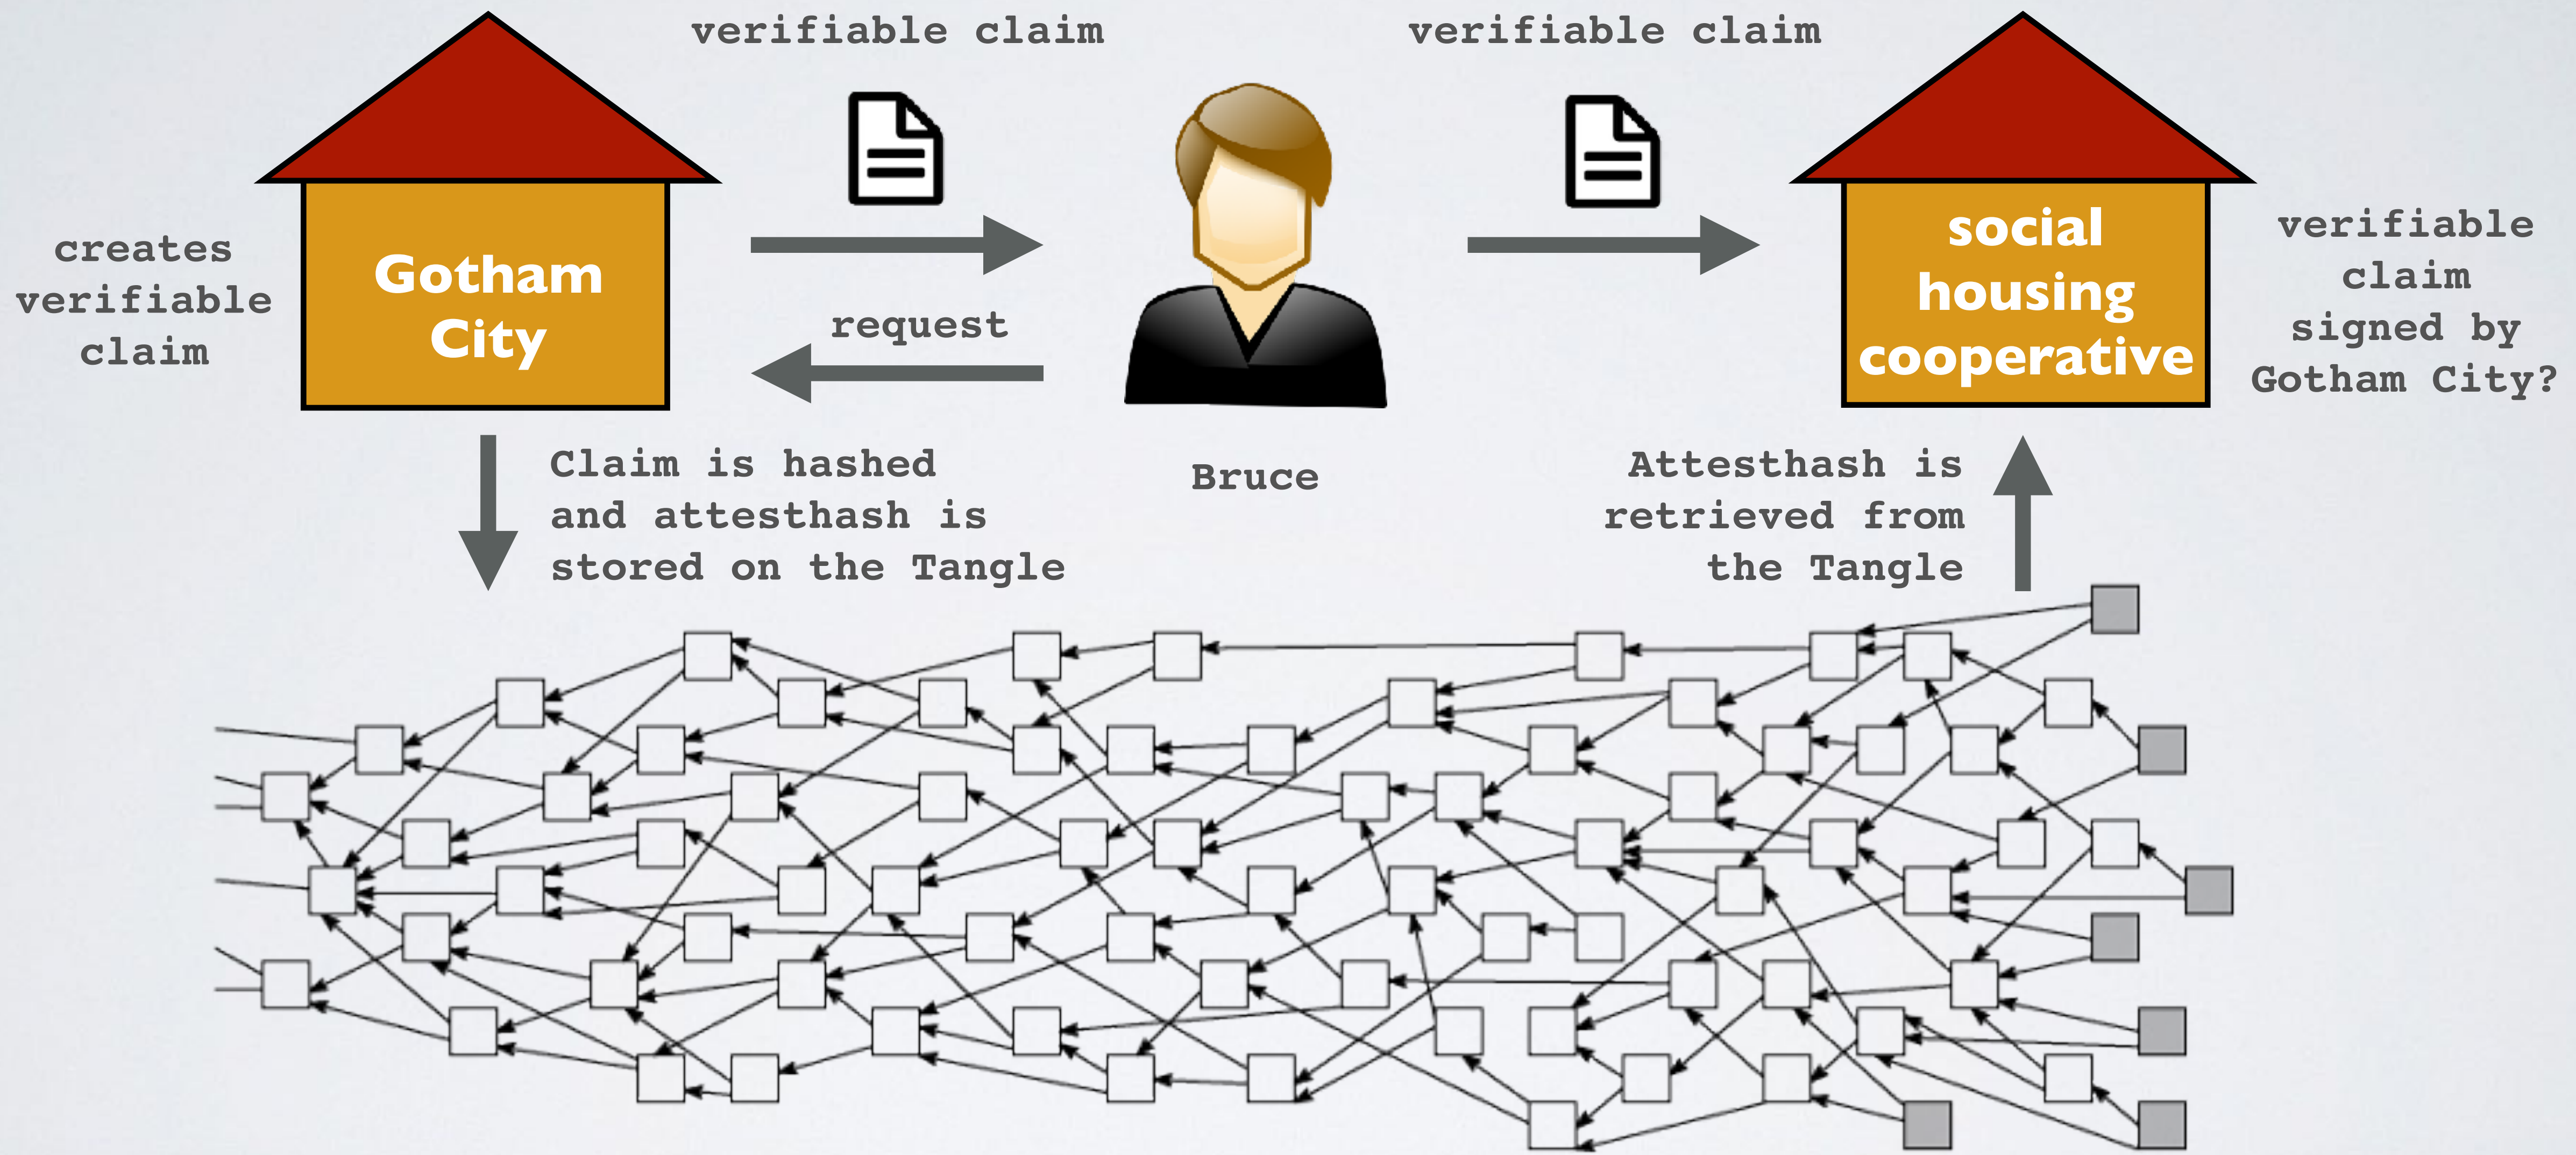 verifiable claim
verifiable claim
creates
verifiable
claim
Gotham
City
request
social
housing
cooperative
verifiable
claim
signed by
Gotham City?
Claim is hashed
and attesthash is
stored on the Tangle
Bruce
Attesthash is
retrieved from
the Tangle